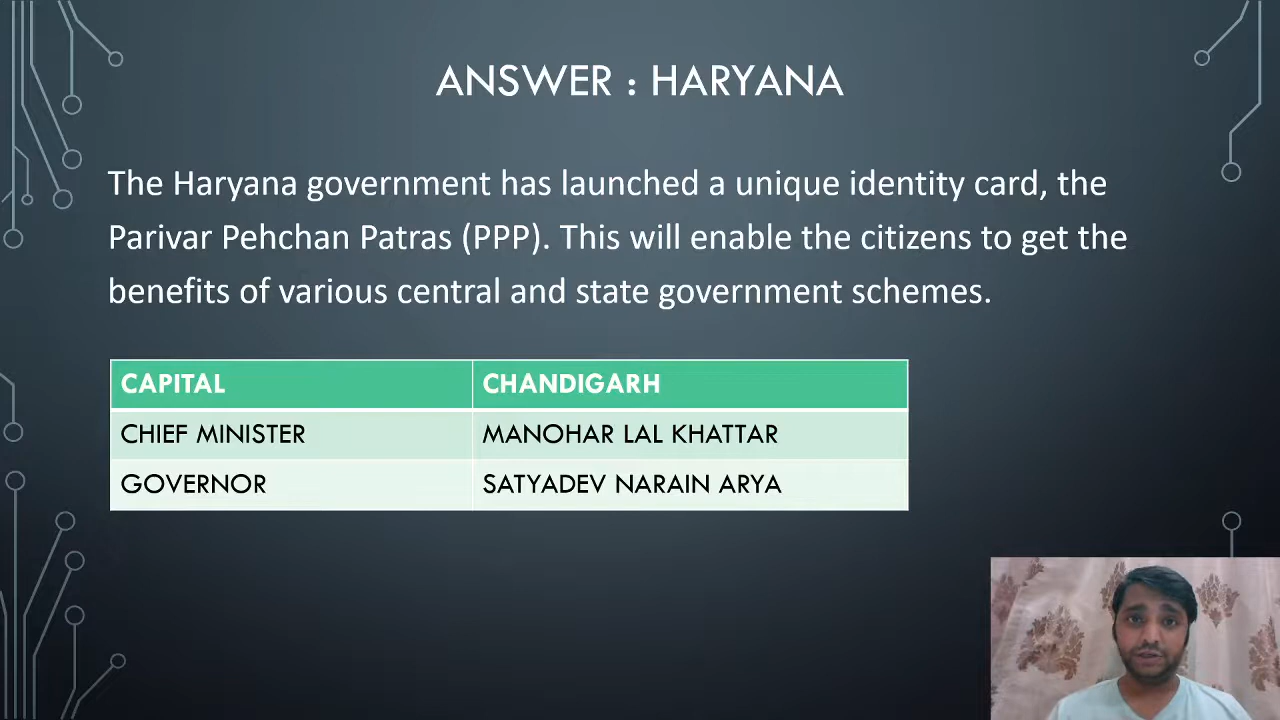 ANSWER : HARYANA
The Haryana government has launched a unique identity card, the
Parivar Pehchan Patras (PPP). This will enable the citizens to get the
benefits of various central and state government schemes.
CAPITAL CHANDIGARH
CHIEF MINISTER MANOHAR LAL KHATTAR
GOVERNOR SATYADEV NARAIN ARYA